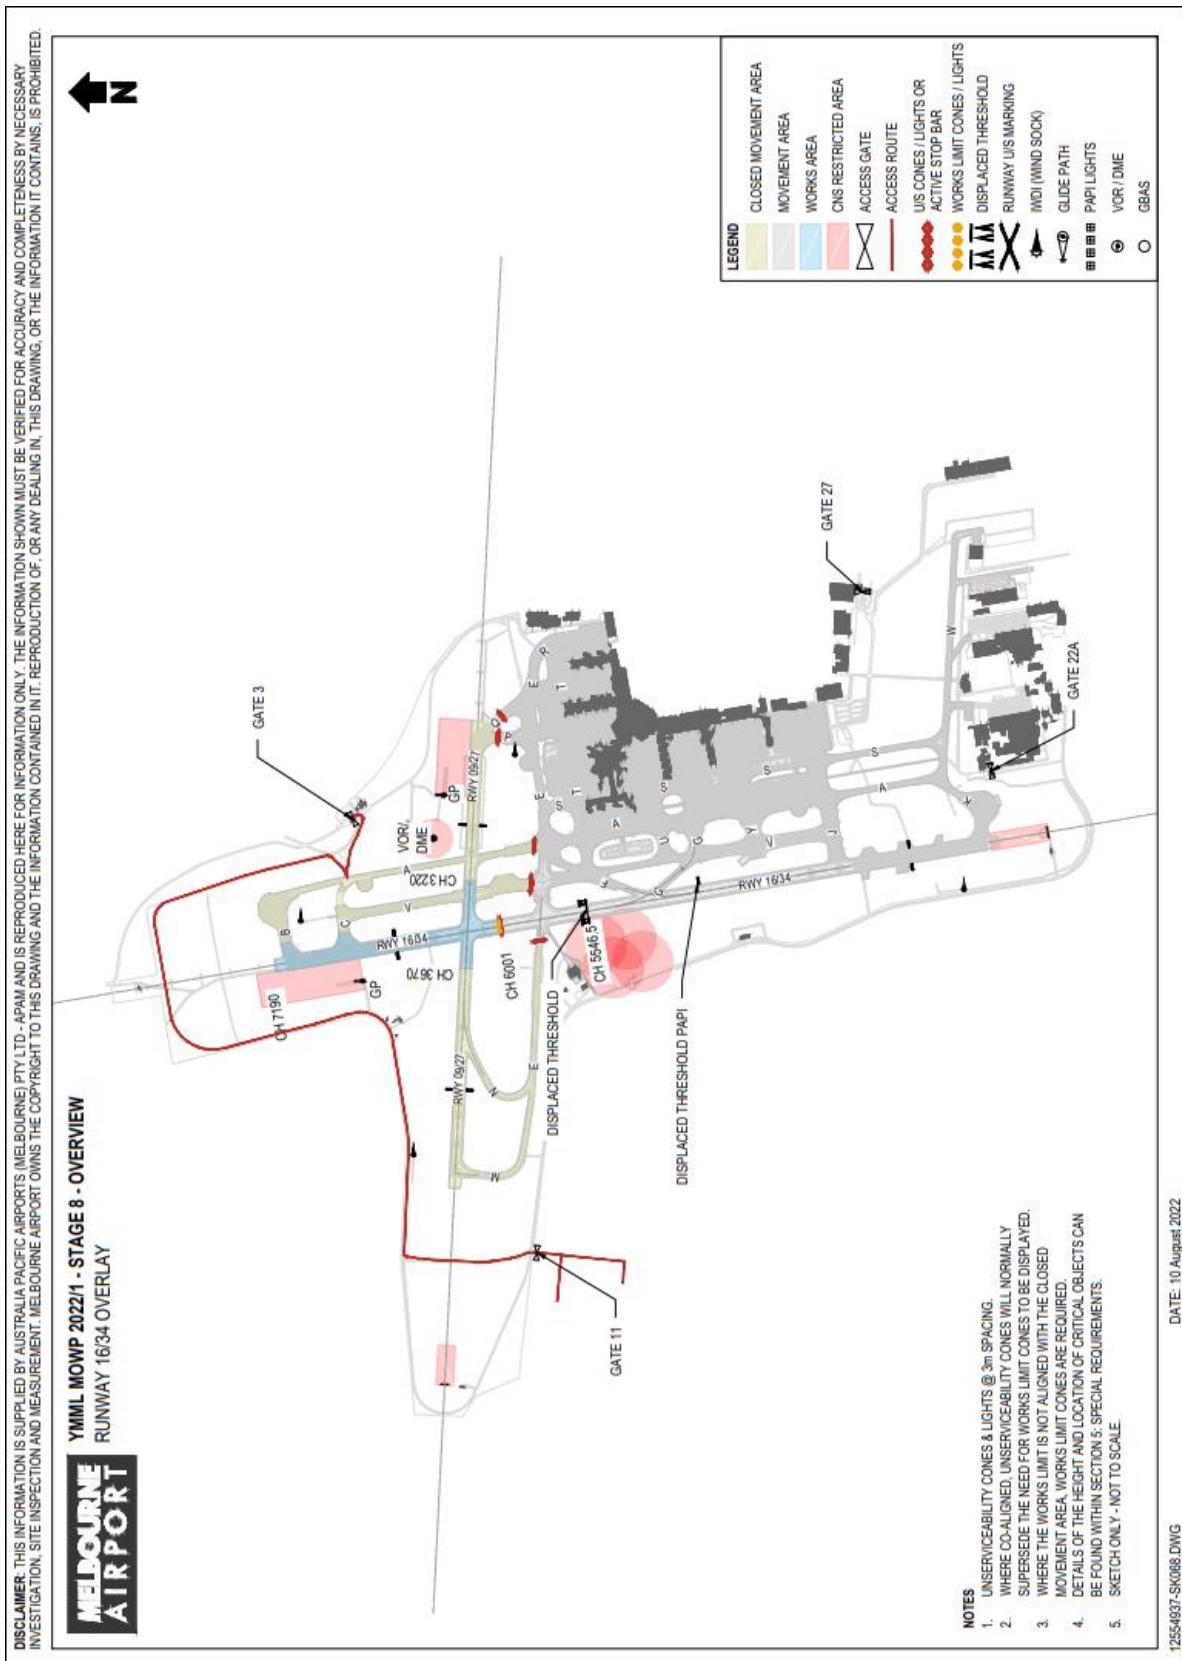 DISCLAIMER: THIS INFORMATION IS SUPPLIED BY AUSTRALIA PACIFIC AIRPORTS (MELBOURNE) PTY LTD - APAM AND IS REPRODUCED HERE FOR INFORMATION ONLY. THE INFORMATION SHOWN MUST BE VERIFIED FOR ACCURACY AND COMPLETENESS BY NECESSARY
INVESTIGATION, SITE INSPECTION AND MEASUREMENT. MELBOURNE AIRPORT OWNS THE COPYRIGHT TO THIS DRAWING AND THE INFORMATION CONTAINED IN IT. REPRODUCTION OF, OR ANY DEALING IN, THIS DRAWING, OR THE INFORMATION IT CONTAINS, IS PROHIBITED.
MELBOURNE
AIRPORT
YMML MOWP 2022/1 - STAGE 8 - OVERVIEW
RUNWAY 16/34 OVERLAY
N
GATE 3
CH 7190
GP
B
C
A
V
RWY 16/34
CH 3220
CH 3670
VOR/
DME
GP
RWY 09/27
RWY 09/27
CH 6001
N
M
E
Q
P
E
E
R
T
T
S
DISPLACED THRESHOLD
CH 5546.5
DISPLACED THRESHOLD PAPI
F
G
G
U
A
S
Y
V
S
J
RWY 16/34
A
S
K
W
GATE 11
GATE 27
GATE 22A
LEGEND
CLOSED MOVEMENT AREA
MOVEMENT AREA
WORKS AREA
CNS RESTRICTED AREA
ACCESS GATE
ACCESS ROUTE
U/S CONES / LIGHTS OR
ACTIVE STOP BAR
WORKS LIMIT CONES / LIGHTS
DISPLACED THRESHOLD
RUNWAY U/S MARKING
IWDI (WIND SOCK)
GLIDE PATH
PAPI LIGHTS
VOR / DME
GBAS
NOTES
1. UNSERVICEABILITY CONES & LIGHTS @ 3m SPACING.
2. WHERE CO-ALIGNED, UNSERVICEABILITY CONES WILL NORMALLY
SUPERSEDE THE NEED FOR WORKS LIMIT CONES TO BE DISPLAYED.
3. WHERE THE WORKS LIMIT IS NOT ALIGNED WITH THE CLOSED
MOVEMENT AREA, WORKS LIMIT CONES ARE REQUIRED.
4. DETAILS OF THE HEIGHT AND LOCATION OF CRITICAL OBJECTS CAN
BE FOUND WITHIN SECTION 5: SPECIAL REQUIREMENTS.
5. SKETCH ONLY - NOT TO SCALE.
12554937-SK068.DWG
DATE: 10 August 2022